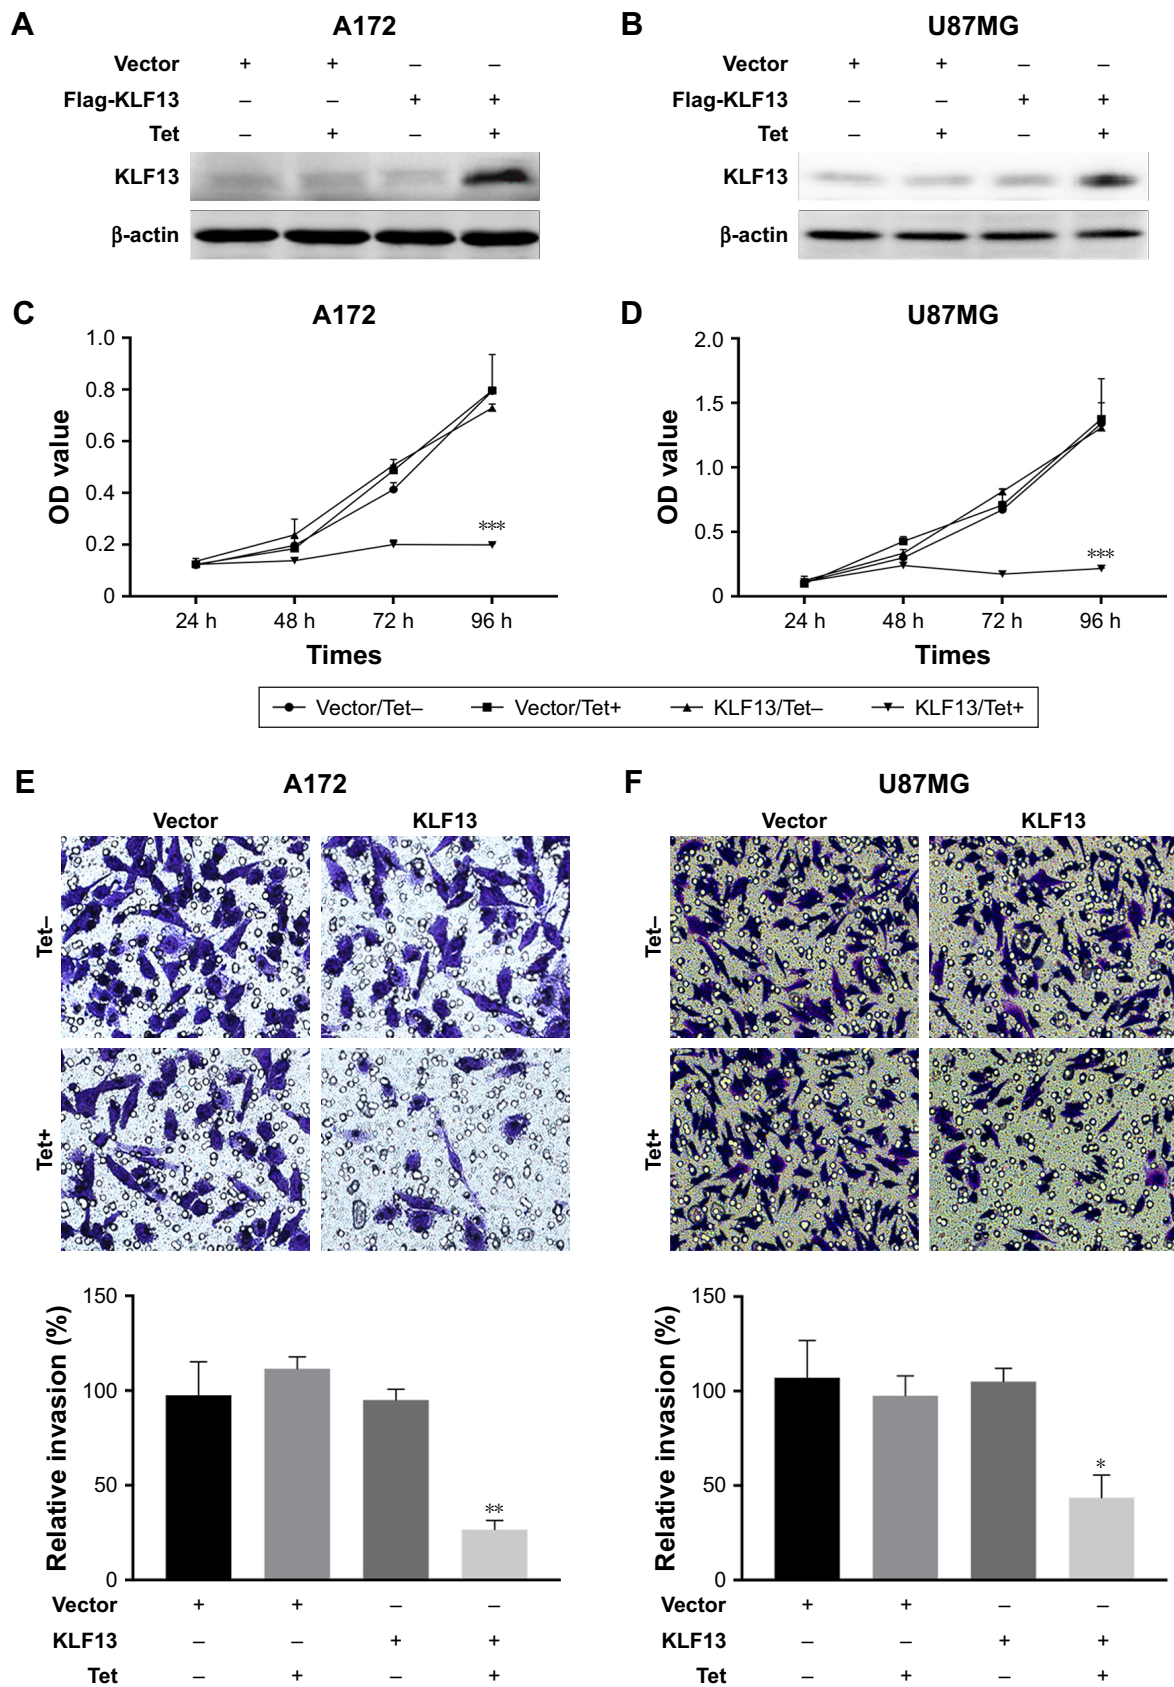 A
A172
Vector + + – –
Flag-KLF13 – – + +
Tet – + – +
KLF13
β-actin
B
U87MG
Vector + + – –
Flag-KLF13 – – + +
Tet – + – +
KLF13
β-actin
C
A172
OD value
1.0
0.8
0.6
0.4
0.2
0
***
24 h 48 h 72 h 96 h
Times
D
U87MG
OD value
2.0
1.5
1.0
0.5
0
***
24 h 48 h 72 h 96 h
Times
Vector/Tet– Vector/Tet+ KLF13/Tet– KLF13/Tet+
E
A172
Vector KLF13
Tet–
Tet+
Relative invasion (%)
150
100
50
0
**
Vector + + – –
KLF13 – – + +
Tet – + – +
F
U87MG
Vector KLF13
Tet–
Tet+
Relative invasion (%)
150
100
50
0
*
Vector + + – –
KLF13 – – + +
Tet – + – +